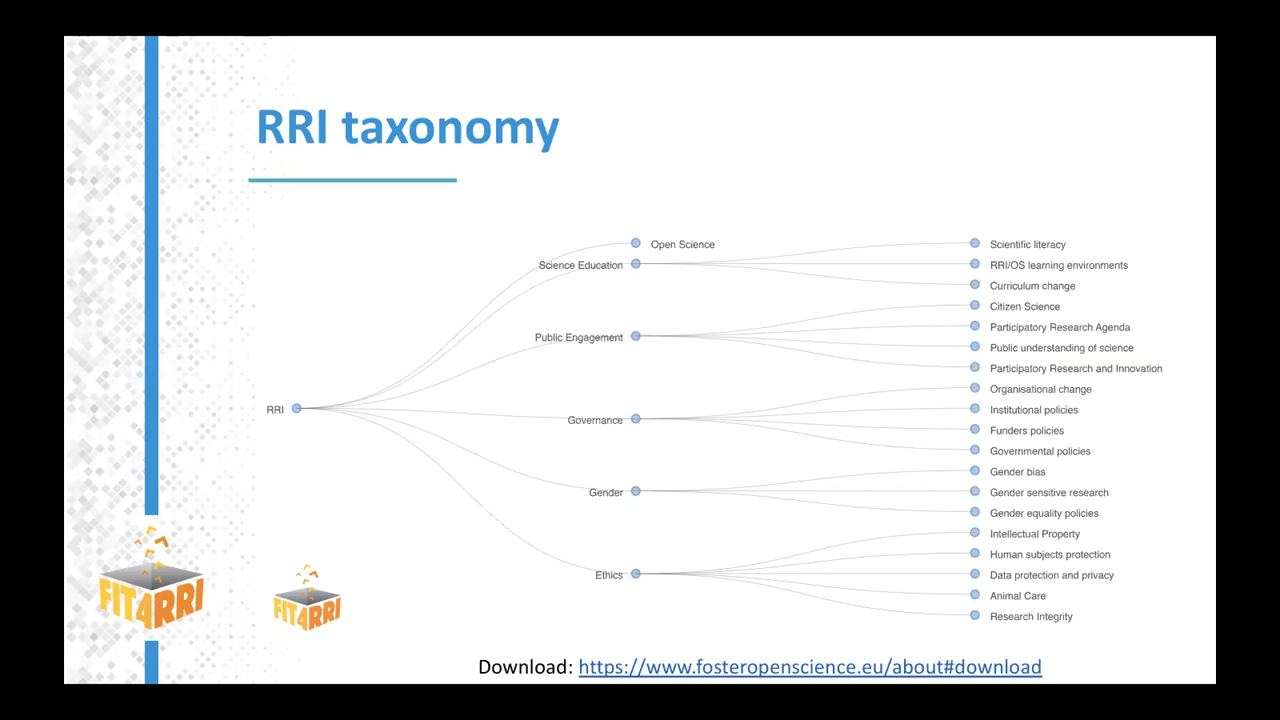 RRI taxonomy
Open Science
Science Education
Public Engagement
RRI
Governance
Gender
Ethics
Scientific literacy
RRI/OS learning environments
Curriculum change
Citizen Science
Participatory Research Agenda
Public understanding of science
Participatory Research and Innovation
Organisational change
Institutional policies
Funders policies
Governmental policies
Gender bias
Gender sensitive research
Gender equality policies
Intellectual Property
Human subjects protection
Data protection and privacy
Animal Care
Research Integrity
FIT4RRI
FIT4RRI
Download: https://www.fosteropenscience.eu/about#download